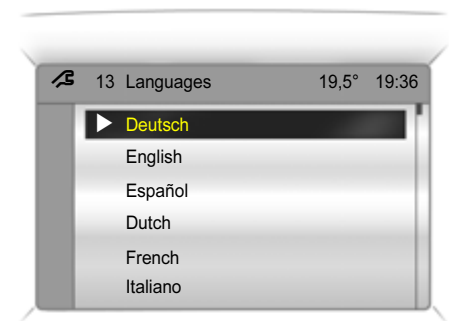 13 Languages 19,5° 19:36
Deutsch
English
Español
Dutch
French
Italiano